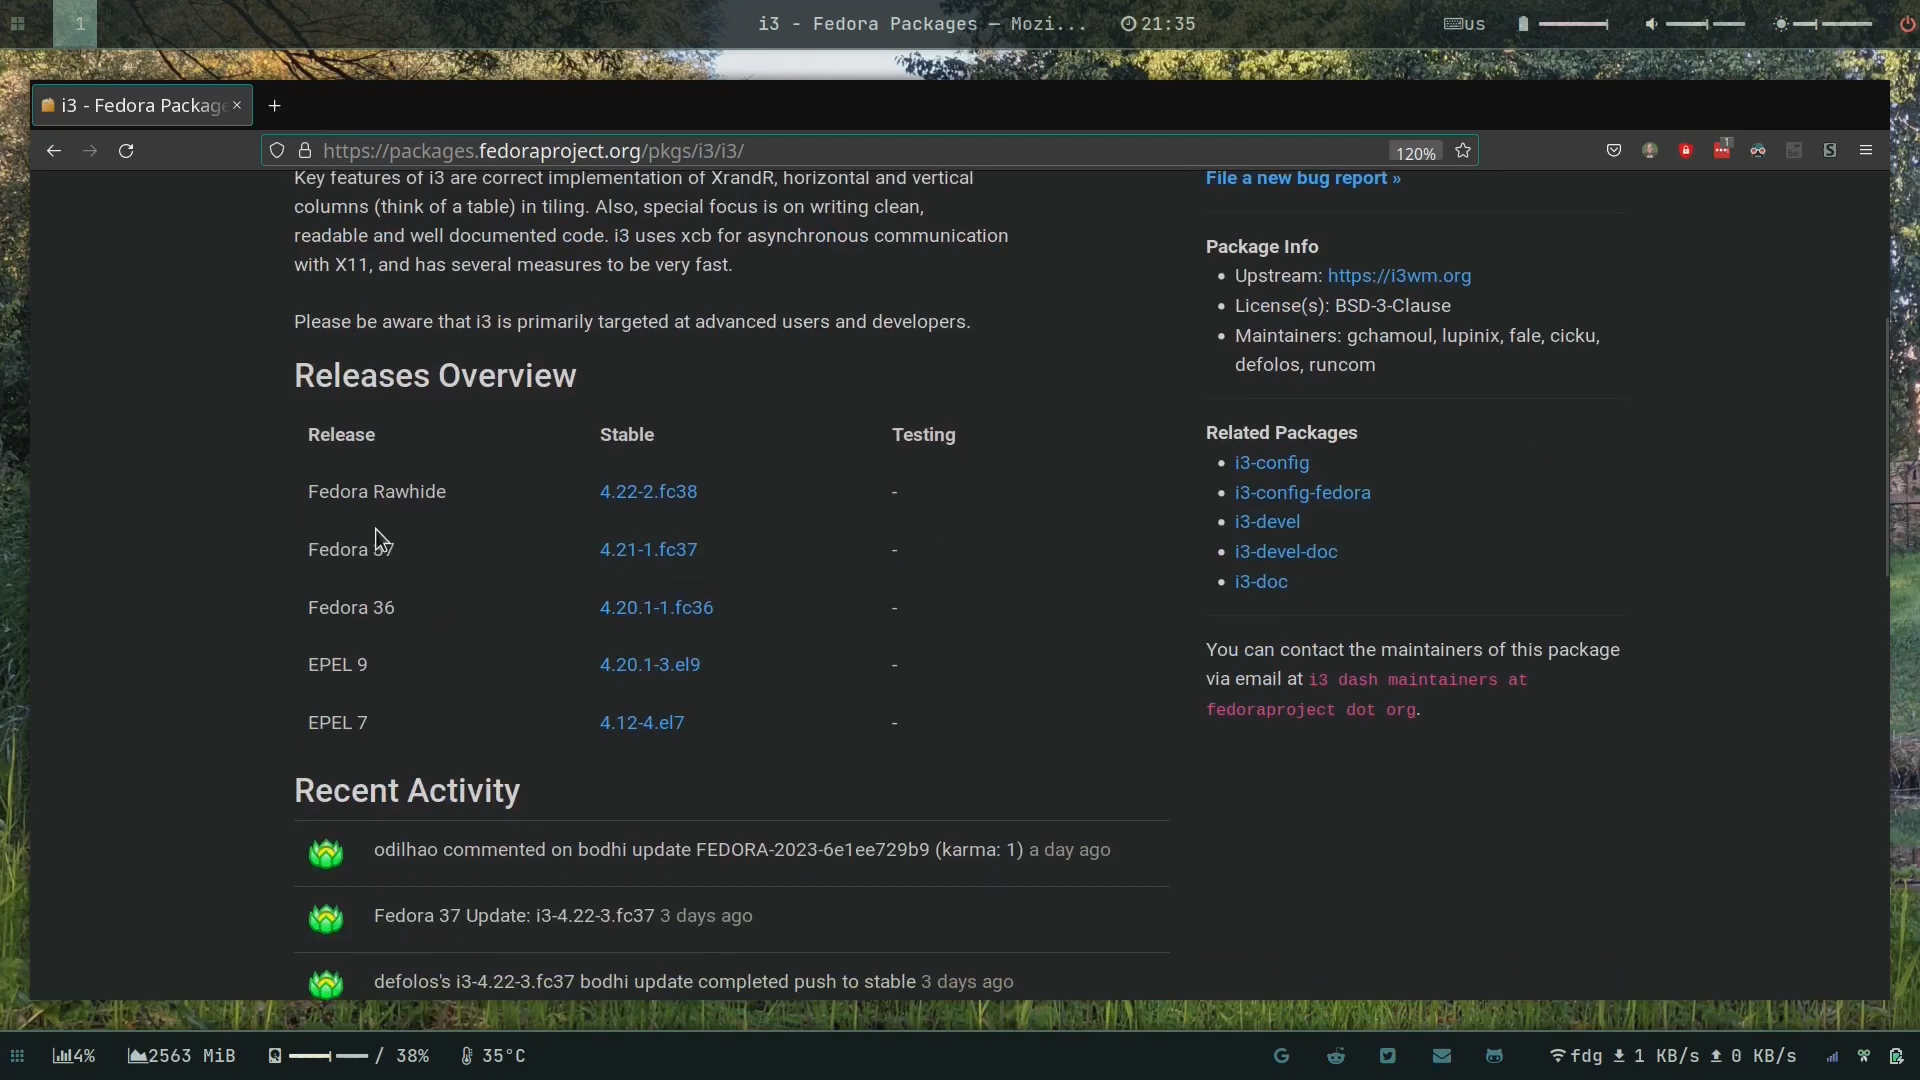 1
i3 - Fedora Packages — Mozi...
21:35
us
i3 - Fedora Package
https://packages.fedoraproject.org/pkgs/i3/i3/
120%
1
Key features of i3 are correct implementation of XrandR, horizontal and vertical
columns (think of a table) in tiling. Also, special focus is on writing clean,
readable and well documented code. i3 uses xcb for asynchronous communication
with X11, and has several measures to be very fast.
Please be aware that i3 is primarily targeted at advanced users and developers.
Releases Overview
Release Stable Testing
Fedora Rawhide 4.22-2.fc38 -
Fedora 37 4.21-1.fc37 -
Fedora 36 4.20.1-1.fc36 -
EPEL 9 4.20.1-3.el9 -
EPEL 7 4.12-4.el7 -
Recent Activity
odilhao commented on bodhi update FEDORA-2023-6e1ee729b9 (karma: 1) a day ago
Fedora 37 Update: i3-4.22-3.fc37 3 days ago
defolos's i3-4.22-3.fc37 bodhi update completed push to stable 3 days ago
File a new bug report »
Package Info
• Upstream: https://i3wm.org
• License(s): BSD-3-Clause
• Maintainers: gchamoul, lupinix, fale, cicku,
defolos, runcom
Related Packages
• i3-config
• i3-config-fedora
• i3-devel
• i3-devel-doc
• i3-doc
You can contact the maintainers of this package
via email at i3 dash maintainers at
fedoraproject dot org.
4%
2563 MiB
/ 38%
35°C
fdg 1 KB/s 0 KB/s